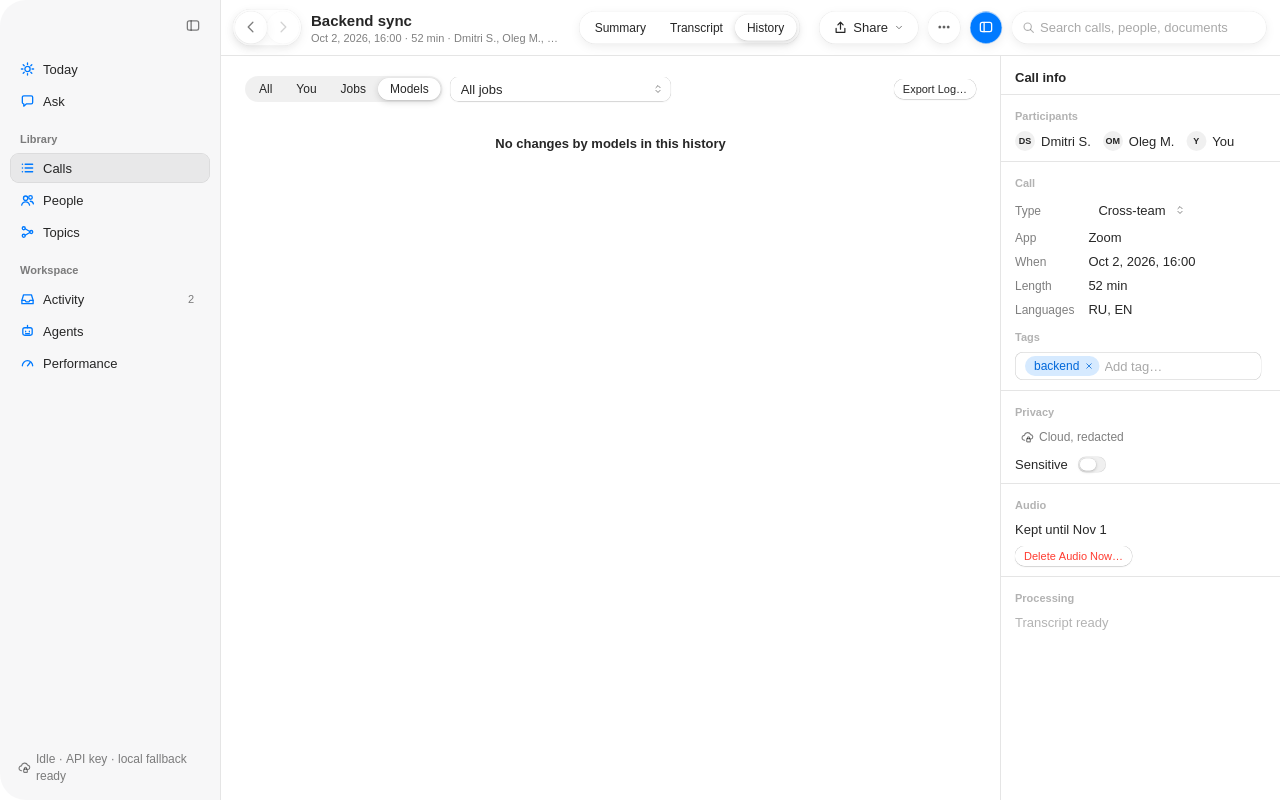 Today
Ask
Library
Calls
People
Topics
Workspace
Activity 2
Agents
Performance
Idle · API key · local fallback
ready
Backend sync
Oct 2, 2026, 16:00 · 52 min · Dmitri S., Oleg M., …
Summary Transcript History
Share
Search calls, people, documents
All You Jobs Models
All jobs
Export Log…
No changes by models in this history
Call info
Participants
DS Dmitri S. OM Oleg M. Y You
Call
Type Cross-team
App Zoom
When Oct 2, 2026, 16:00
Length 52 min
Languages RU, EN
Tags
backend × Add tag…
Privacy
Cloud, redacted
Sensitive
Audio
Kept until Nov 1
Delete Audio Now…
Processing
Transcript ready